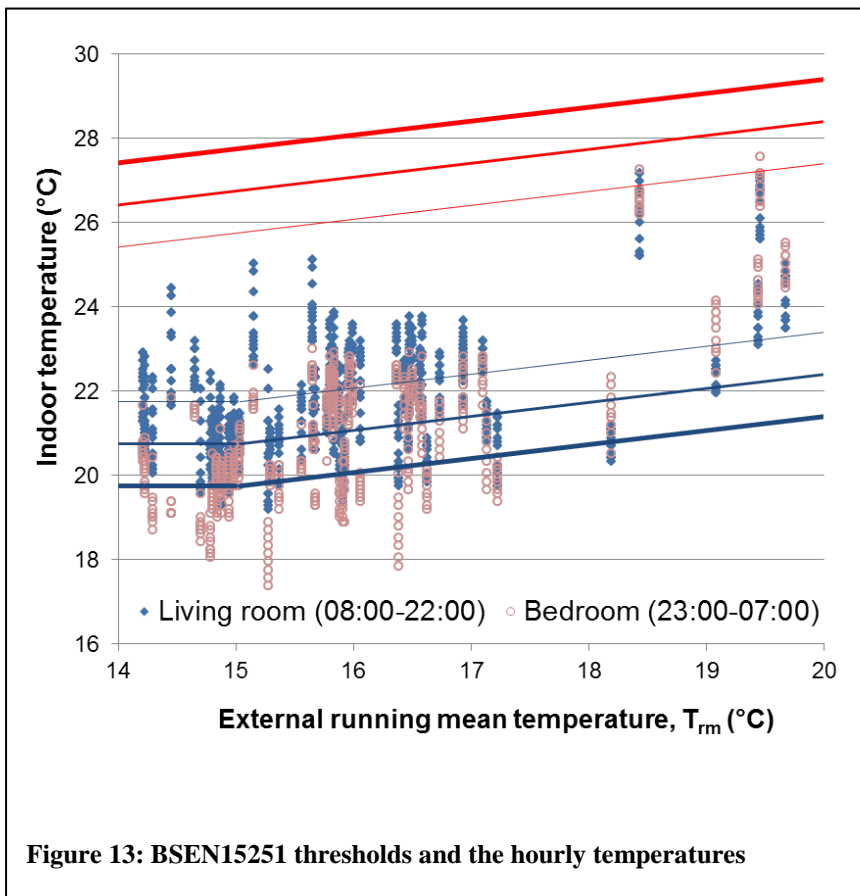 30
28
26
24
22
20
18
16
Indoor temperature (°C)
Living room (08:00-22:00) Bedroom (23:00-07:00)
14 15 16 17 18 19 20
External running mean temperature, Trm (°C)
Figure 13: BSEN15251 thresholds and the hourly temperatures